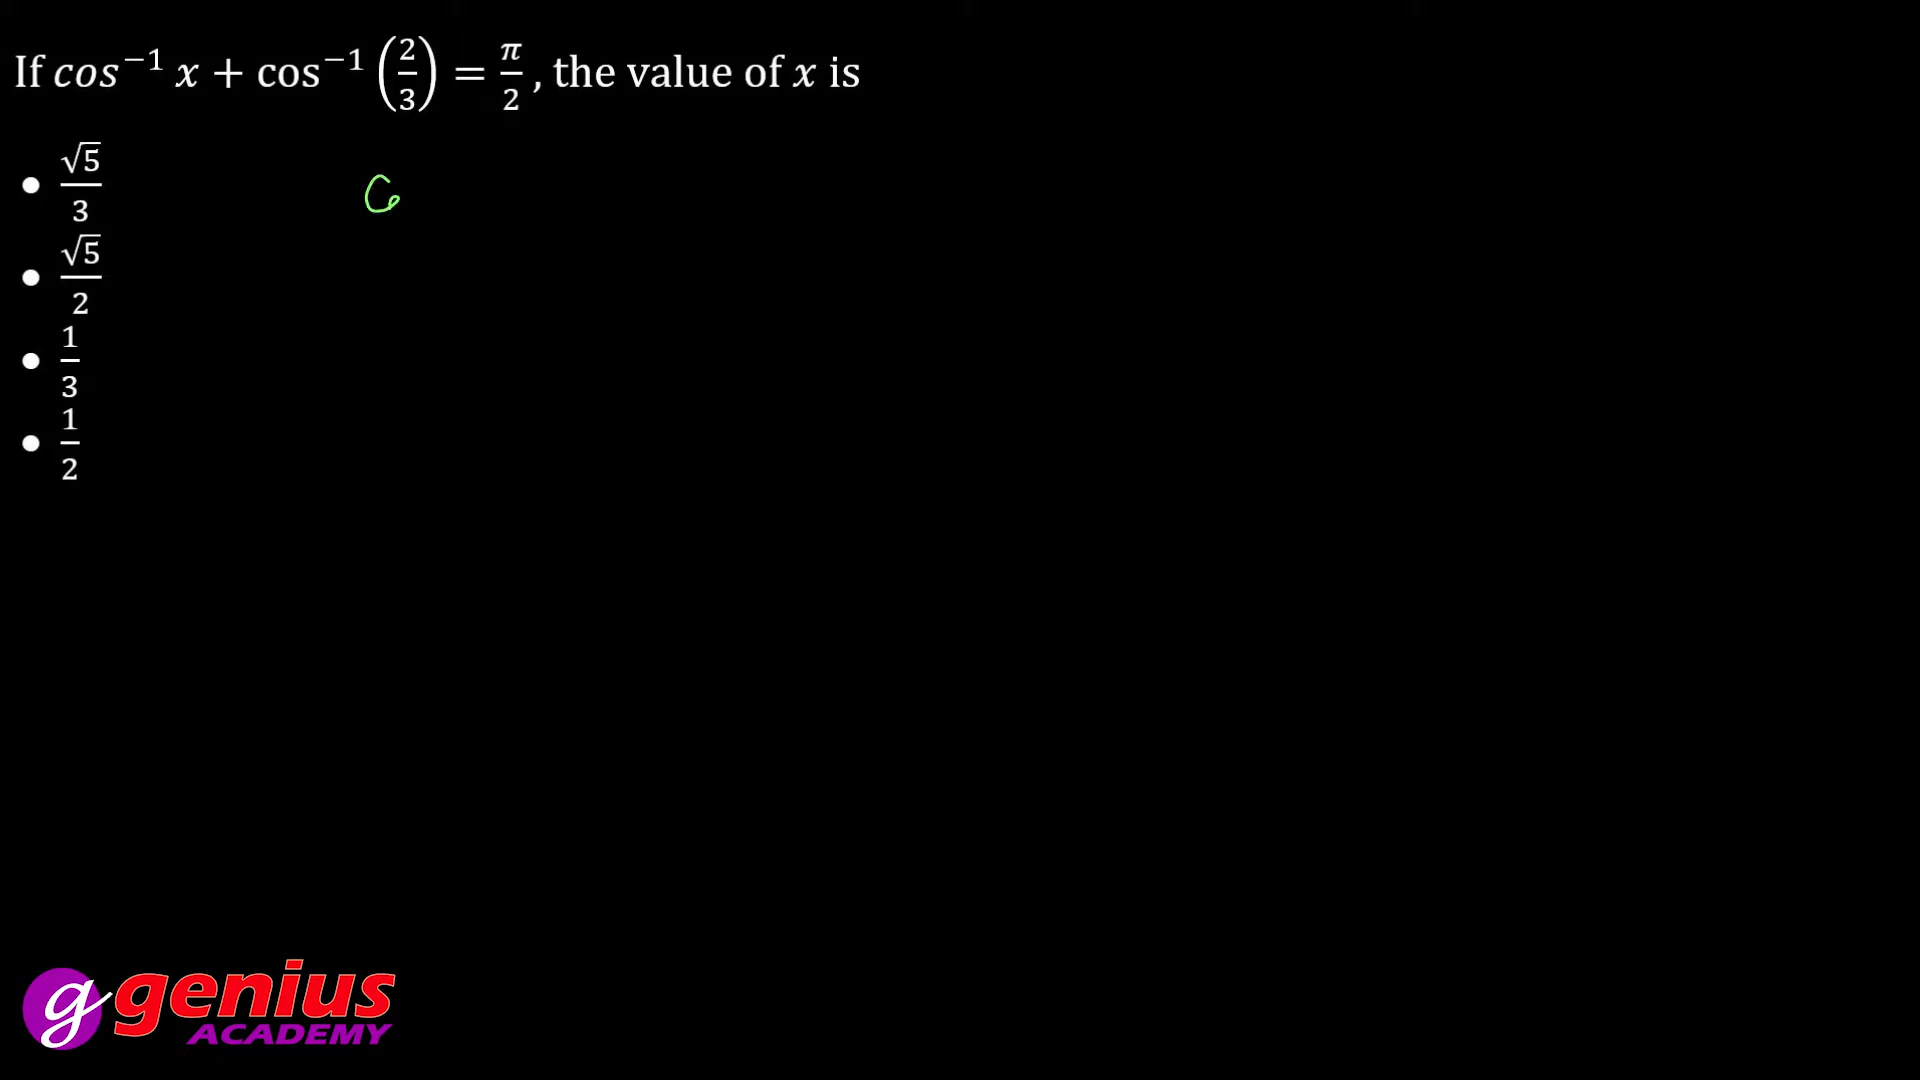 If cos⁻¹ x + cos⁻¹ (2/3) = π/2, the value of x is
• √5/3
• √5/2
• 1/3
• 1/2
g genius
ACADEMY